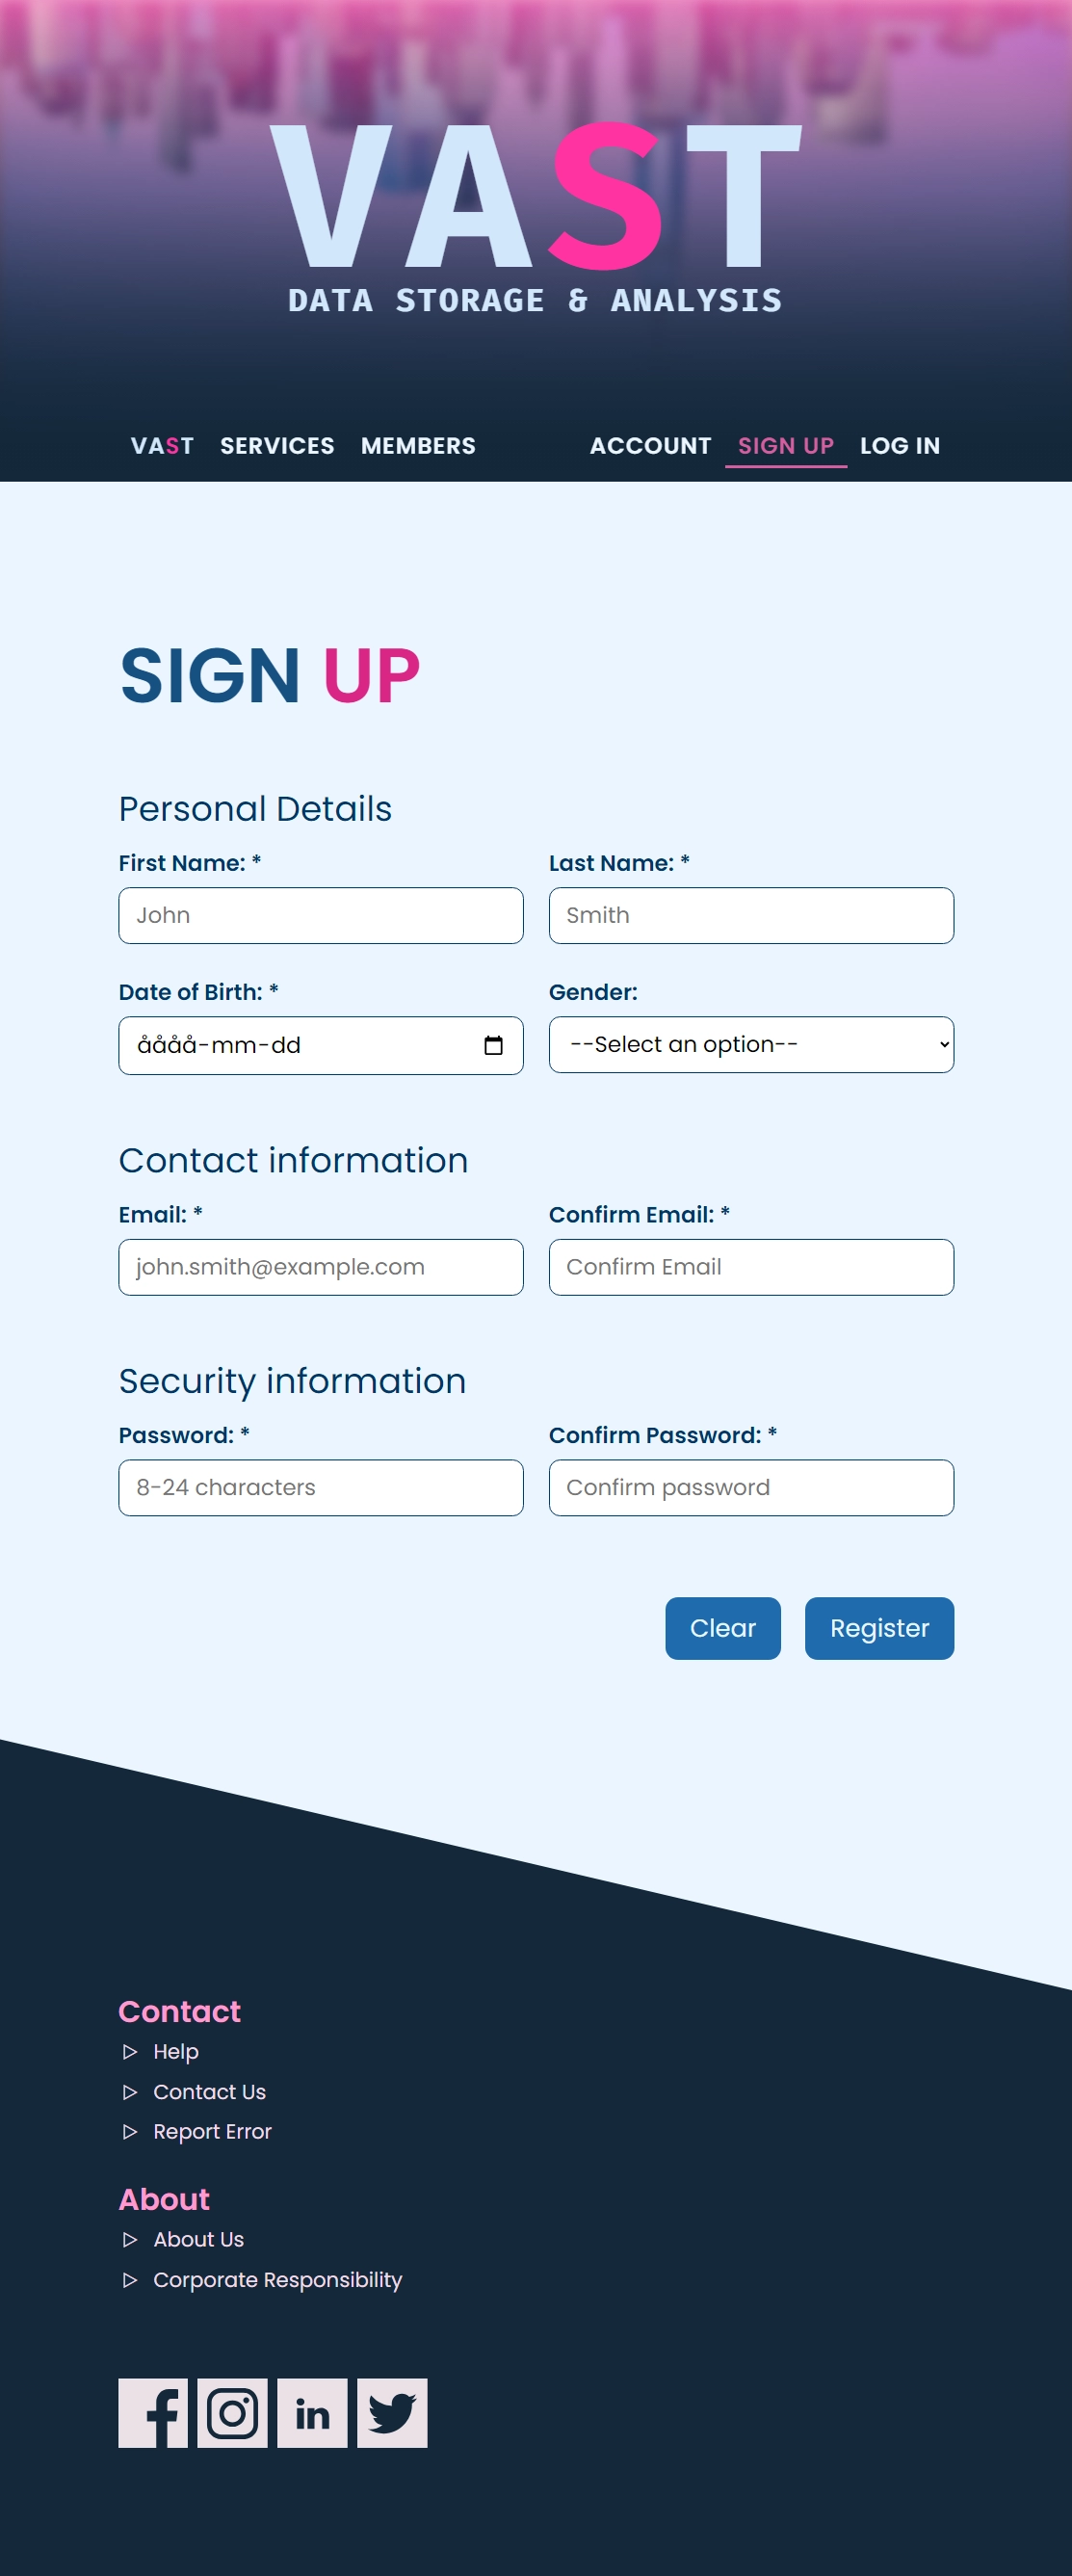 VAST
DATA STORAGE & ANALYSIS
VAST SERVICES MEMBERS ACCOUNT SIGN UP LOG IN
SIGN UP
Personal Details
First Name: * Last Name: *
John Smith
Date of Birth: * Gender:
åååå-mm-dd --Select an option--
Contact information
Email: * Confirm Email: *
john.smith@example.com Confirm Email
Security information
Password: * Confirm Password: *
8-24 characters Confirm password
Clear Register
Contact
Help
Contact Us
Report Error
About
About Us
Corporate Responsibility
in